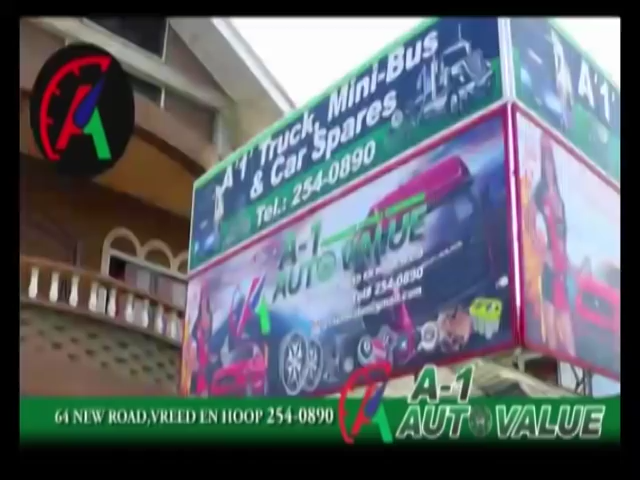 'A'1' Truck, Mini-Bus
& Car Spares
Tel.: 254-0890
'A'1'
A-1
AUTO VALUE
Tel# 254-0890
A
64 NEW ROAD,VREED EN HOOP 254-0890
A-1
AUTO VALUE